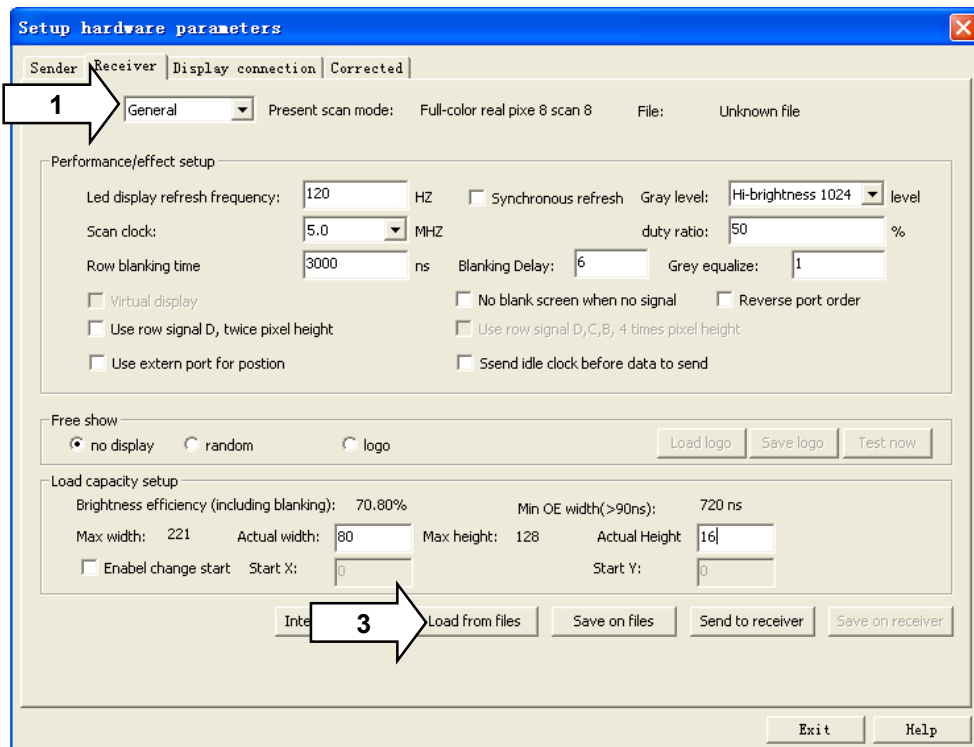 Setup hardware parameters
Sender Receiver Display connection Corrected
1 General Present scan mode: Full-color real pixe 8 scan 8 File: Unknown file
Performance/effect setup
Led display refresh frequency: 120 HZ Synchronous refresh Gray level: Hi-brightness 1024 level
Scan clock: 5.0 MHZ duty ratio: 50 %
Row blanking time 3000 ns Blanking Delay: 6 Grey equalize: 1
Virtual display No blank screen when no signal Reverse port order
Use row signal D, twice pixel height Use row signal D,C,B, 4 times pixel height
Use extern port for postion Ssend idle clock before data to send
Free show
no display random logo Load logo Save logo Test now
Load capacity setup
Brightness efficiency (including blanking): 70.80% Min OE width(>90ns): 720 ns
Max width: 221 Actual width: 80 Max height: 128 Actual Height 16
Enabel change start Start X: 0 Start Y: 0
3 Load from files Save on files Send to receiver Save on receiver
Exit Help